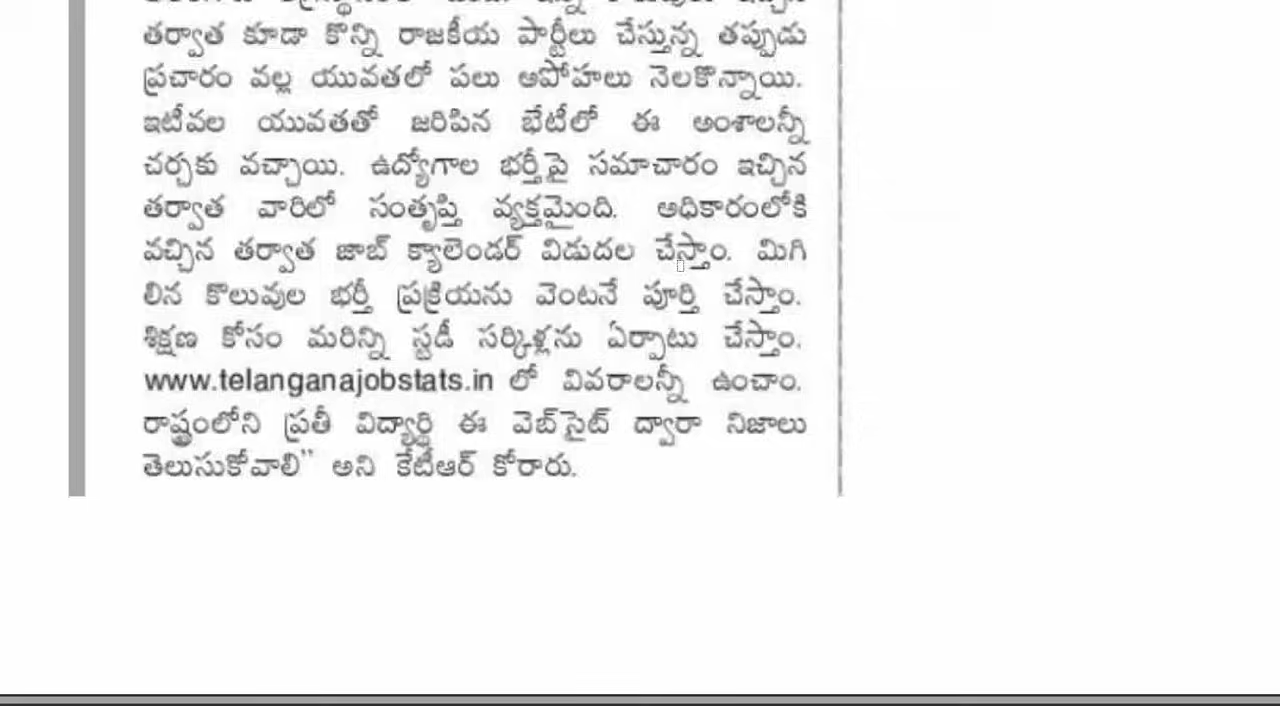 తర్వాత కూడా కొన్ని రాజకీయ పార్టీలు చేస్తున్న తప్పుడు
ప్రచారం వల్ల యువతలో పలు అపోహలు నెలకొన్నాయి.
ఇటీవల యువతతో జరిపిన భేటీలో ఈ అంశాలన్నీ
చర్చకు వచ్చాయి. ఉద్యోగాల భర్తీపై సమాచారం ఇచ్చిన
తర్వాత వారిలో సంతృప్తి వ్యక్తమైంది. అధికారంలోకి
వచ్చిన తర్వాత జాబ్ క్యాలెండర్ విడుదల చేస్తాం. మిగి
లిన కొలువుల భర్తీ ప్రక్రియను వెంటనే పూర్తి చేస్తాం.
శిక్షణ కోసం మరిన్ని స్టడీ సర్కిళ్లను ఏర్పాటు చేస్తాం.
www.telanganajobstats.in లో వివరాలన్నీ ఉంచాం.
రాష్ట్రంలోని ప్రతీ విద్యార్థి ఈ వెబ్‌సైట్ ద్వారా నిజాలు
తెలుసుకోవాలి'' అని కేటీఆర్ కోరారు.